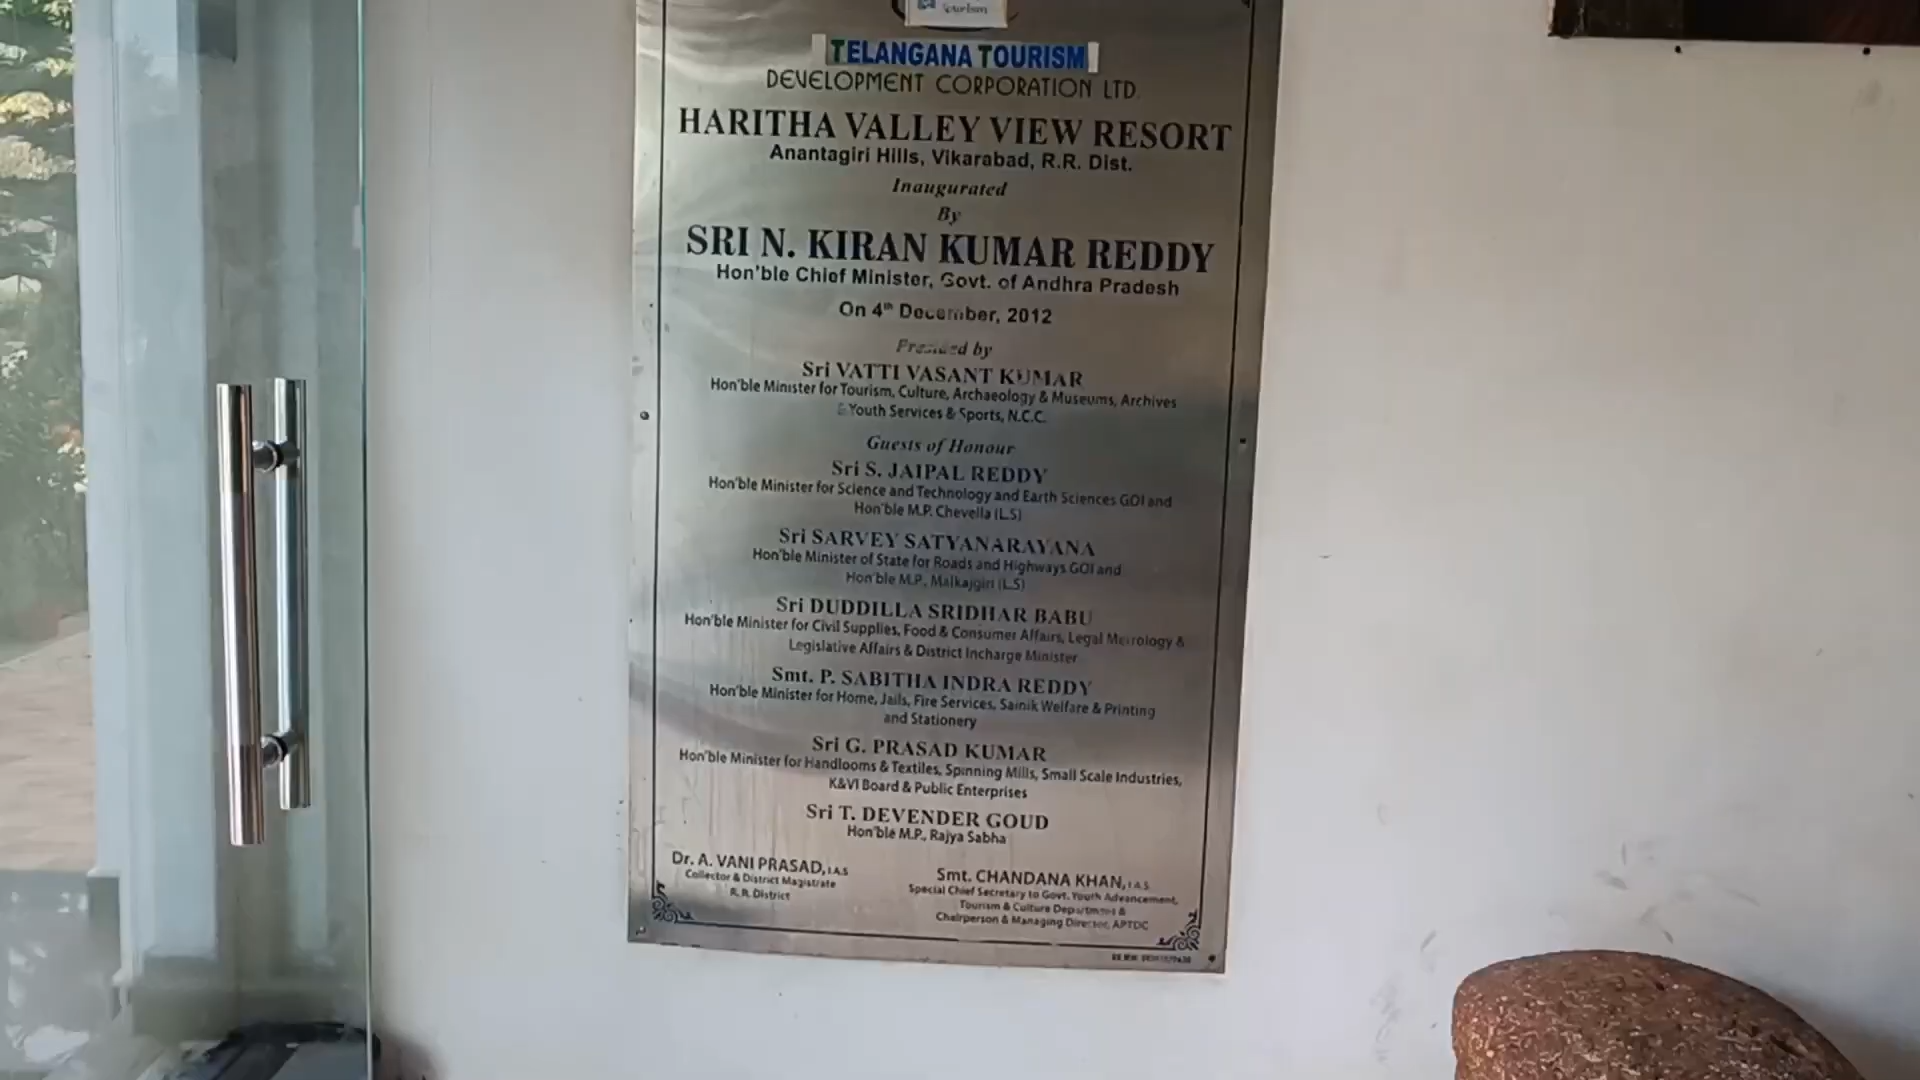 Tourism
TELANGANA TOURISM
DEVELOPMENT CORPORATION LTD.
HARITHA VALLEY VIEW RESORT
Anantagiri Hills, Vikarabad, R.R. Dist.
Inaugurated
By
SRI N. KIRAN KUMAR REDDY
Hon'ble Chief Minister, Govt. of Andhra Pradesh
On 4th December, 2012
Presided by
Sri VATTI VASANT KUMAR
Hon'ble Minister for Tourism, Culture, Archaeology & Museums, Archives
& Youth Services & Sports, N.C.C.
Guests of Honour
Sri S. JAIPAL REDDY
Hon'ble Minister for Science and Technology and Earth Sciences GOI and
Hon'ble M.P. Chevella (L.S)
Sri SARVEY SATYANARAYANA
Hon'ble Minister of State for Roads and Highways GOI and
Hon'ble M.P., Malkajgiri (L.S)
Sri DUDDILLA SRIDHAR BABU
Hon'ble Minister for Civil Supplies, Food & Consumer Affairs, Legal Metrology &
Legislative Affairs & District Incharge Minister
Smt. P. SABITHA INDRA REDDY
Hon'ble Minister for Home, Jails, Fire Services, Sainik Welfare & Printing
and Stationery
Sri G. PRASAD KUMAR
Hon'ble Minister for Handlooms & Textiles, Spinning Mills, Small Scale Industries,
K&VI Board & Public Enterprises
Sri T. DEVENDER GOUD
Hon'ble M.P., Rajya Sabha
Dr. A. VANI PRASAD, I.A.S
Collector & District Magistrate
R.R. District
Smt. CHANDANA KHAN, I.A.S
Special Chief Secretary to Govt. Youth Advancement,
Tourism & Culture Department &
Chairperson & Managing Director, APTDC